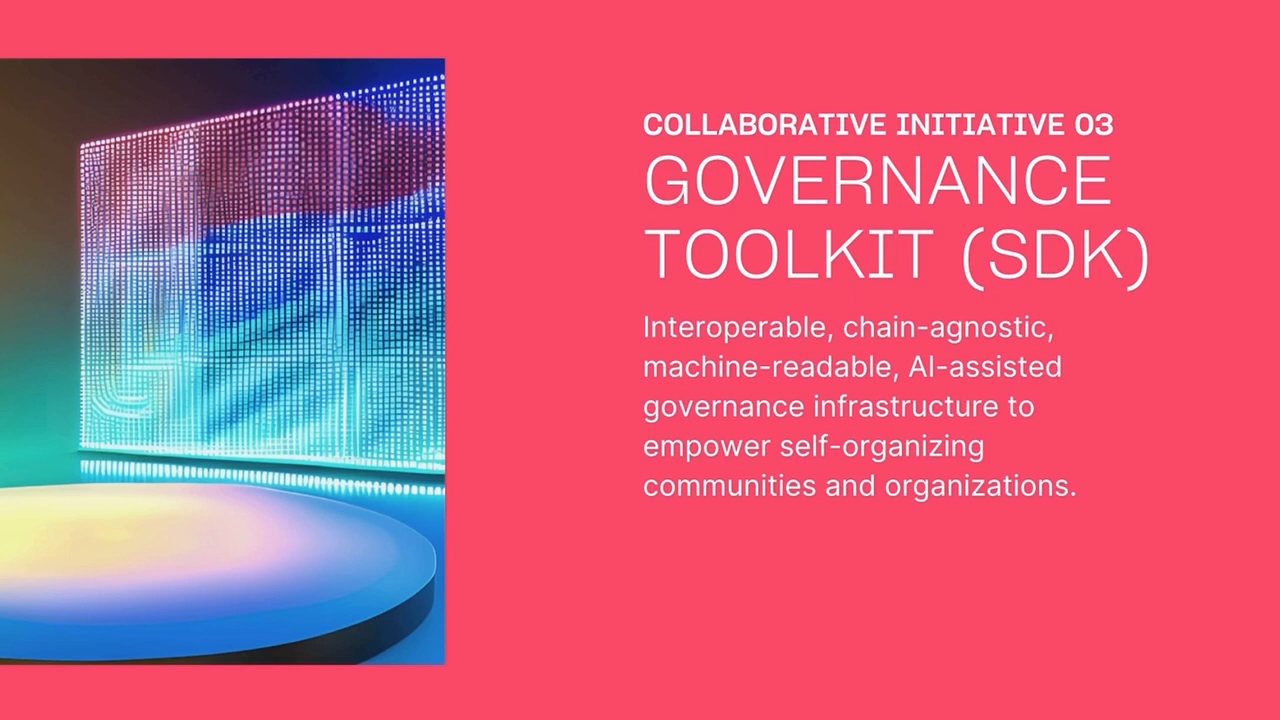 COLLABORATIVE INITIATIVE 03
GOVERNANCE
TOOLKIT (SDK)
Interoperable, chain-agnostic,
machine-readable, AI-assisted
governance infrastructure to
empower self-organizing
communities and organizations.